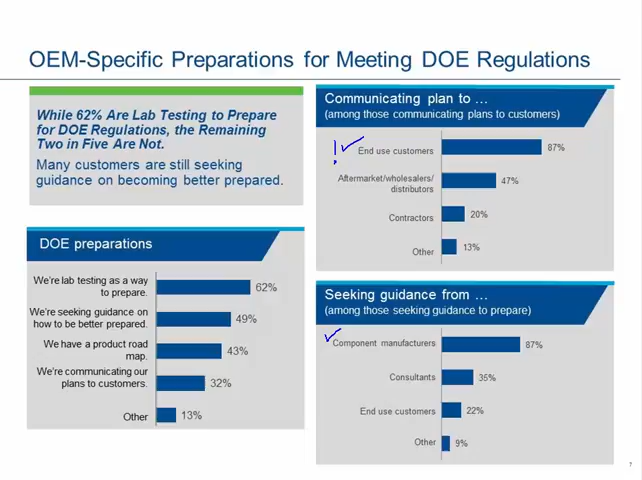 OEM-Specific Preparations for Meeting DOE Regulations
While 62% Are Lab Testing to Prepare
for DOE Regulations, the Remaining
Two in Five Are Not.
Many customers are still seeking
guidance on becoming better prepared.
DOE preparations
We're lab testing as a way
to prepare.
62%
We're seeking guidance on
how to be better prepared.
49%
We have a product road
map.
43%
We're communicating our
plans to customers.
32%
Other
13%
Communicating plan to …
(among those communicating plans to customers)
!
End use customers
87%
Aftermarket/wholesalers/
distributors
47%
Contractors
20%
Other
13%
Seeking guidance from …
(among those seeking guidance to prepare)
Component manufacturers
87%
Consultants
35%
End use customers
22%
Other
9%
7